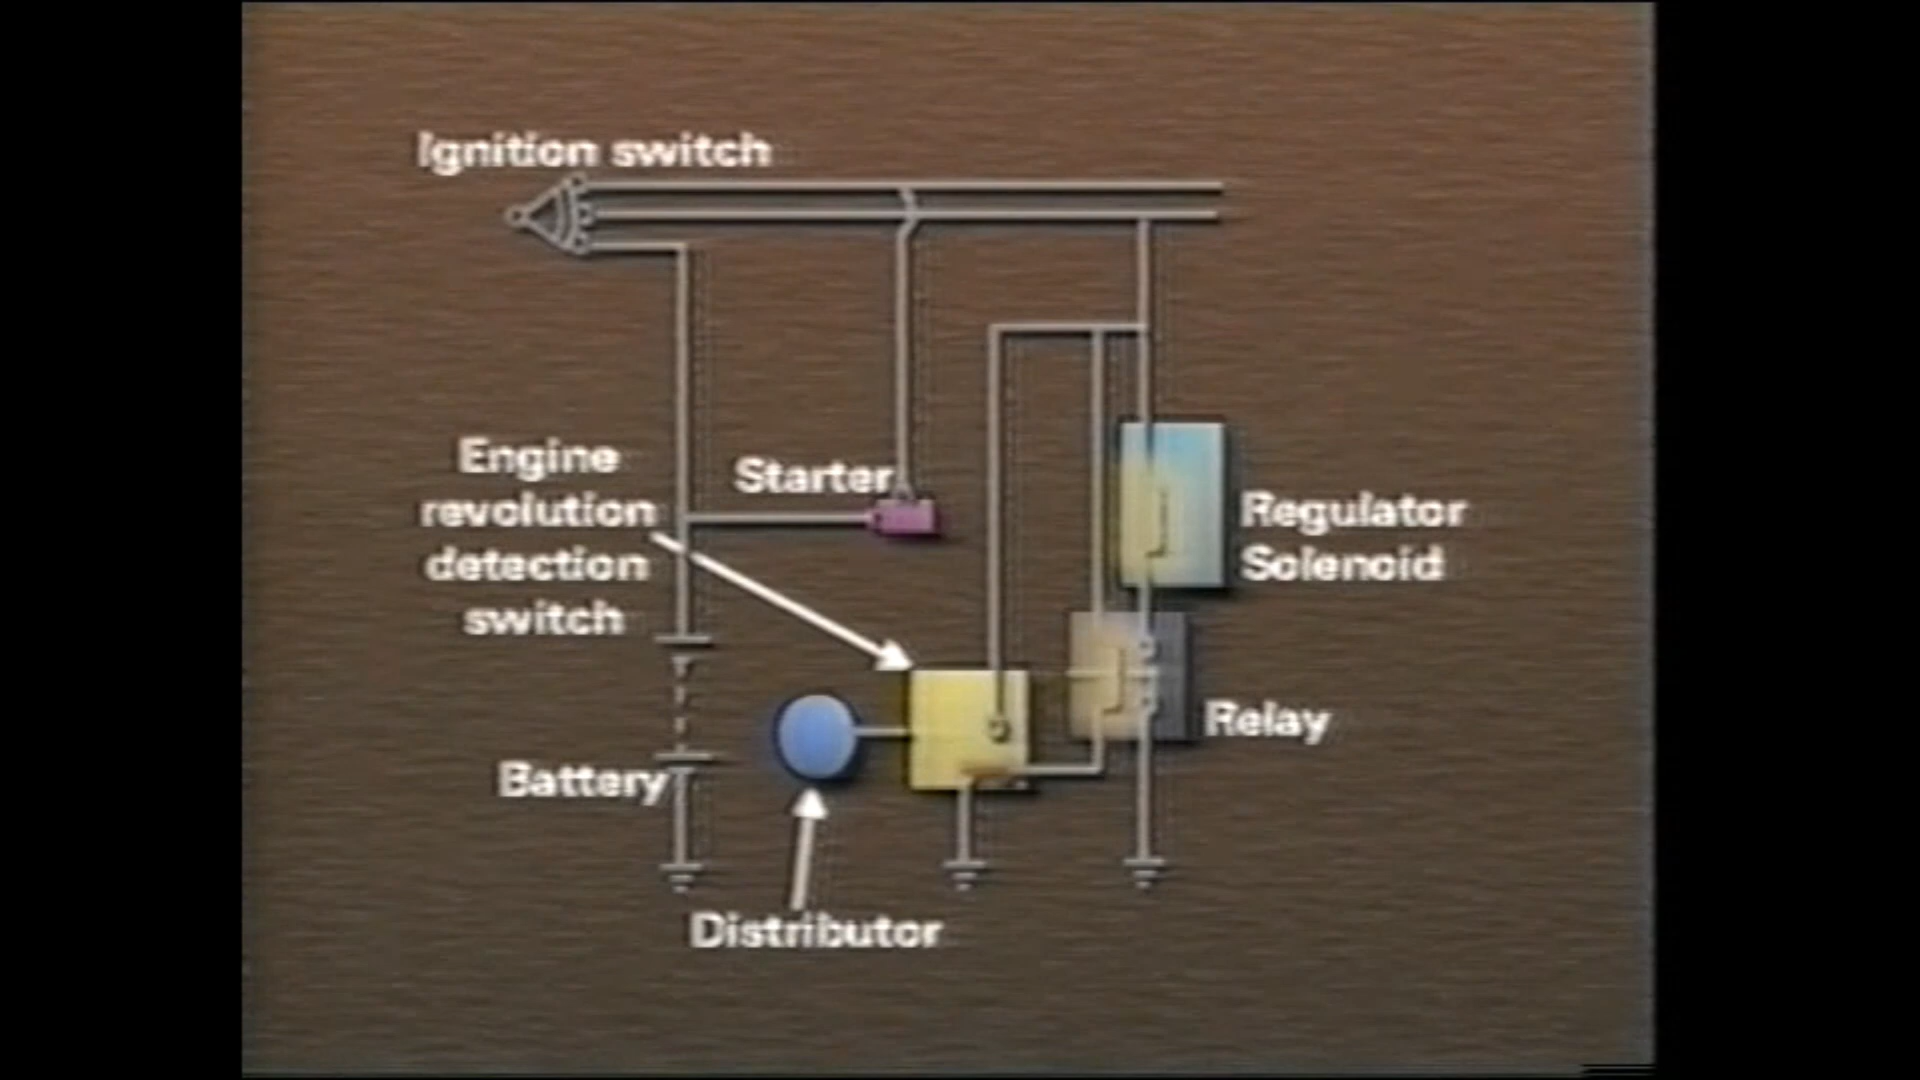 Ignition switch
Engine
revolution
detection
switch
Starter
Regulator
Solenoid
Relay
Battery
Distributor